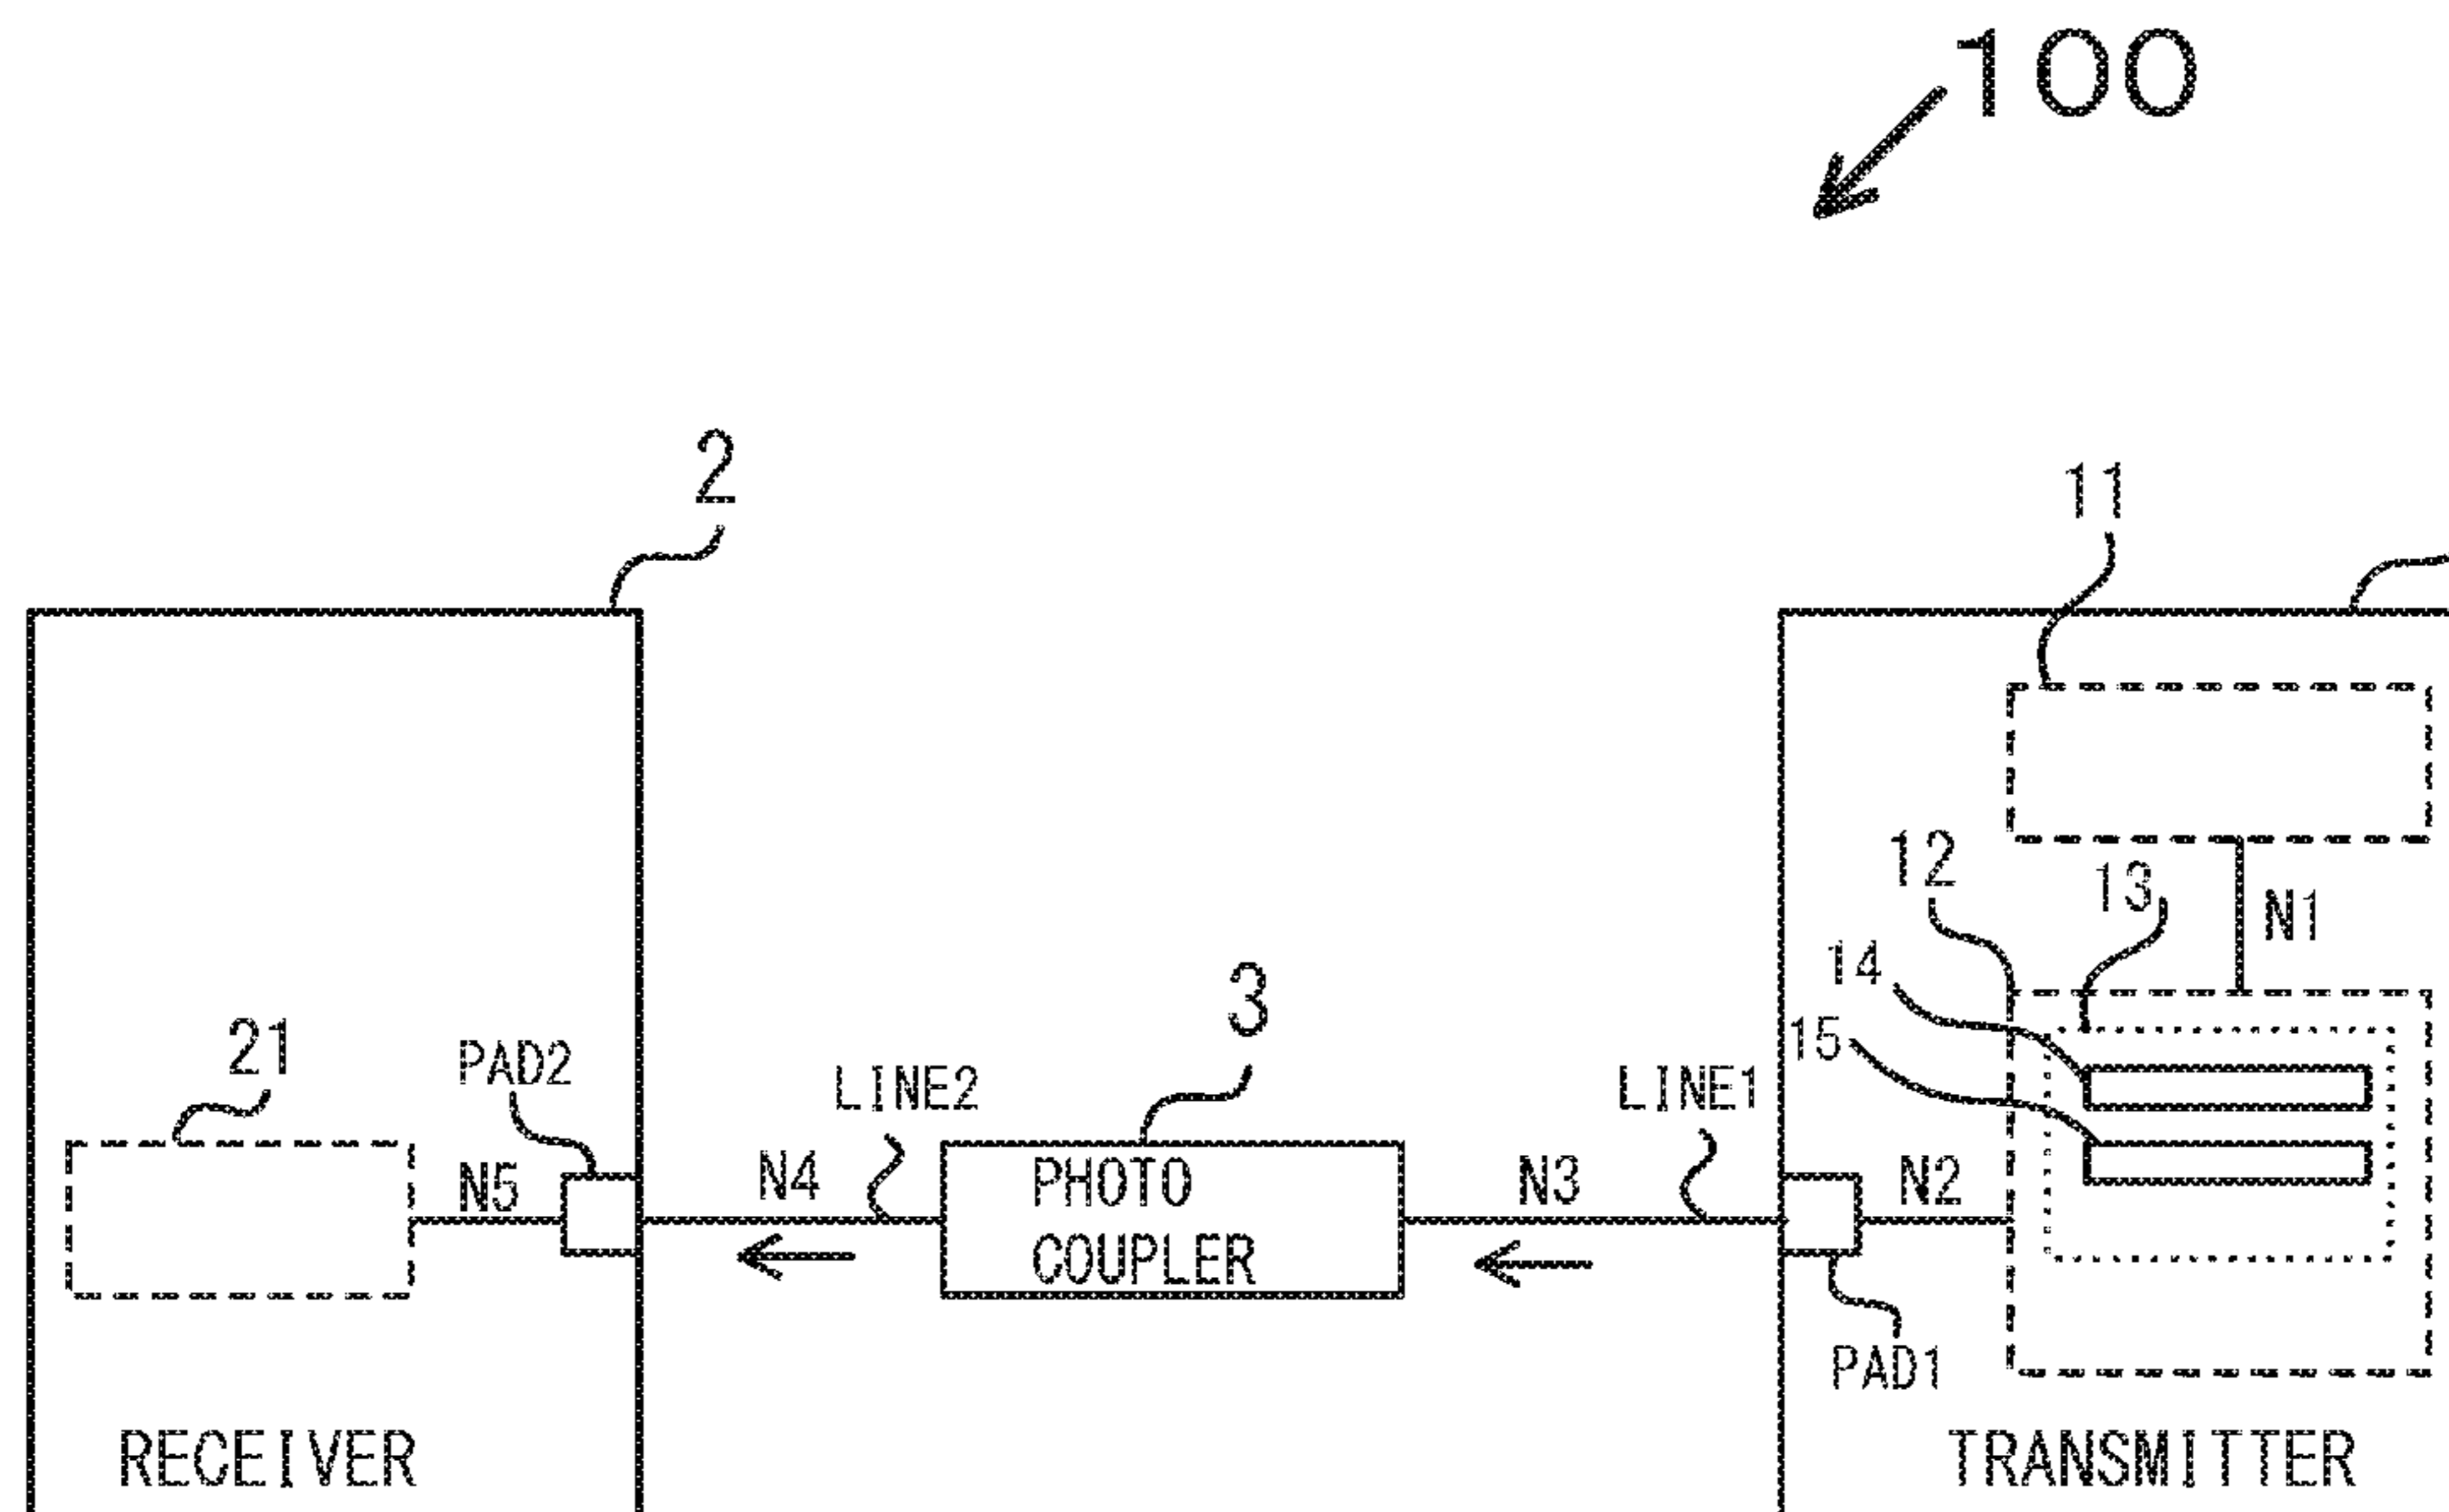 100
2
11
12
13
N1
14
3
21
PAD2
LINE2
LINE1
15
N5
N4
PHOTO
COUPLER
N3
N2
PAD1
RECEIVER
TRANSMITTER